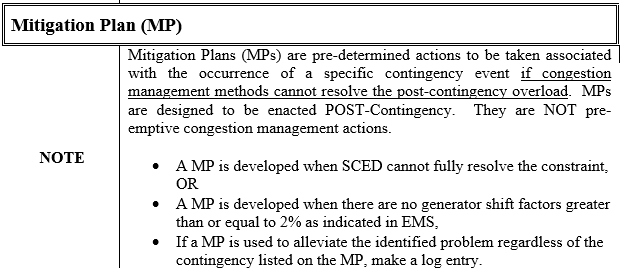 Mitigation Plan (MP)
Mitigation Plans (MPs) are pre-determined actions to be taken associated
with the occurrence of a specific contingency event if congestion
management methods cannot resolve the post-contingency overload. MPs
are designed to be enacted POST-Contingency. They are NOT pre-
emptive congestion management actions.
NOTE
• A MP is developed when SCED cannot fully resolve the constraint,
OR
• A MP is developed when there are no generator shift factors greater
than or equal to 2% as indicated in EMS,
• If a MP is used to alleviate the identified problem regardless of the
contingency listed on the MP, make a log entry.